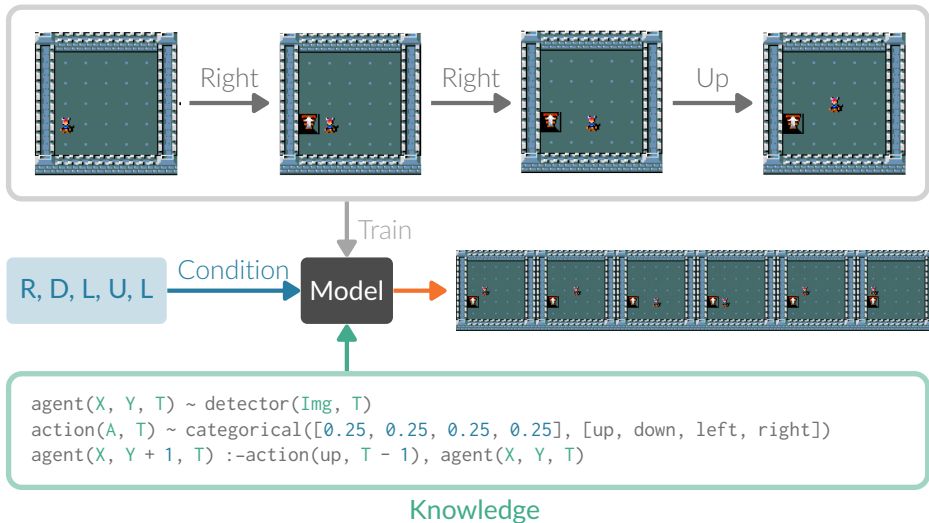 Right
Right
Up
Train
Condition
R, D, L, U, L
Model
agent(X, Y, T) ~ detector(Img, T)
action(A, T) ~ categorical([0.25, 0.25, 0.25, 0.25], [up, down, left, right])
agent(X, Y + 1, T) :-action(up, T - 1), agent(X, Y, T)
Knowledge